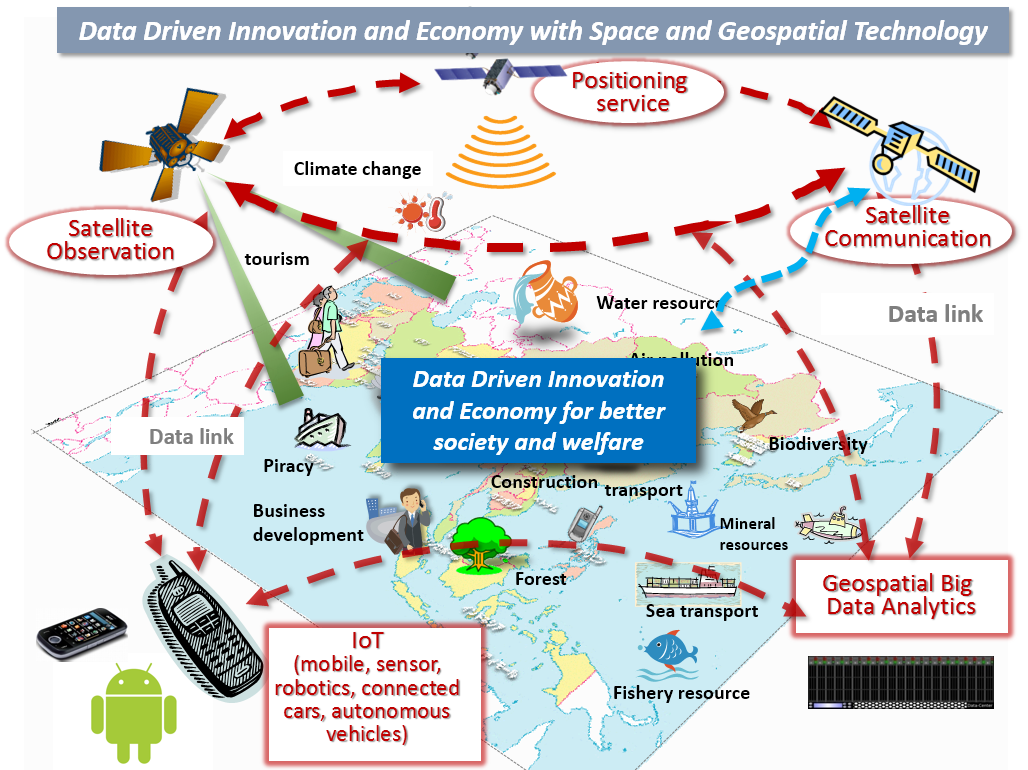 Data Driven Innovation and Economy with Space and Geospatial Technology
Positioning
service
Climate change
Satellite
Observation
Satellite
Communication
tourism
Water resource
Data link
Air pollution
Data Driven Innovation
and Economy for better
society and welfare
Data link
Biodiversity
Piracy
Construction
transport
Business
development
Mineral
resources
Forest
Geospatial Big
Data Analytics
Sea transport
IoT
(mobile, sensor,
robotics, connected
cars, autonomous
vehicles)
Fishery resource
Data Center